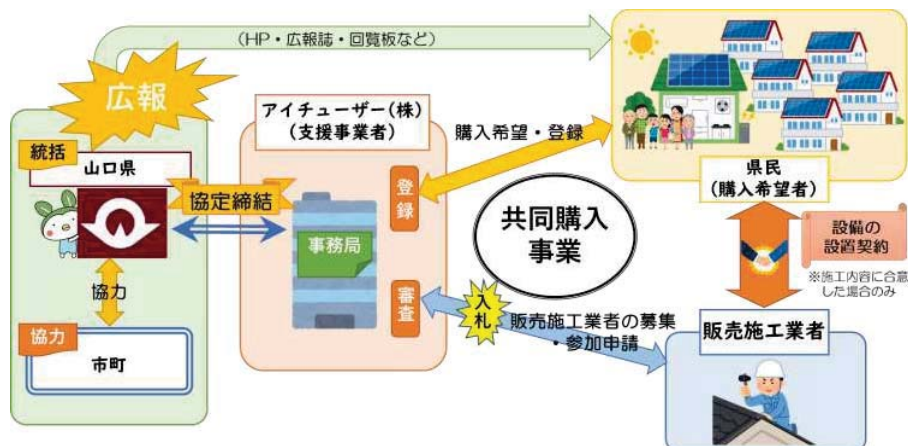 (HP・広報誌・回覧板など)
広報
統括
山口県
協定締結
協力
協力
市町
アイチューザー(株)
(支援事業者)
事務局
登録
審査
購入希望・登録
共同購入
事業
入札
販売施工業者の募集
・参加申請
県民
(購入希望者)
設備の
設置契約
※施工内容に合意
した場合のみ
販売施工業者